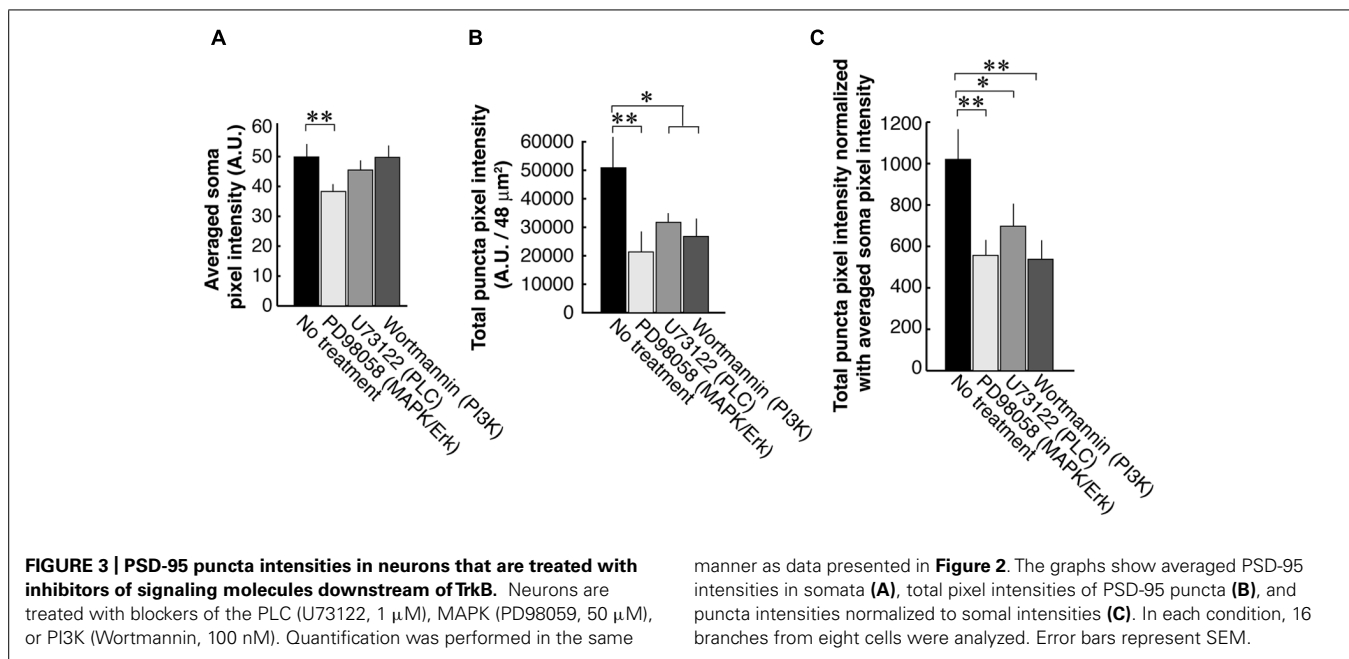 A
Averaged soma
pixel intensity (A.U.)
60
50
40
30
20
10
0
**
No treatment
PD98058 (MAPK/Erk)
U73122 (PLC)
Wortmannin (PI3K)
B
Total puncta pixel intensity
(A.U. / 48 μm²)
60000
50000
40000
30000
20000
10000
0
*
**
No treatment
PD98058 (MAPK/Erk)
U73122 (PLC)
Wortmannin (PI3K)
C
Total puncta pixel intensity normalized
with averaged soma pixel intensity
1200
1000
800
600
400
200
0
**
*
**
No treatment
PD98058 (MAPK/Erk)
U73122 (PLC)
Wortmannin (PI3K)
FIGURE 3 | PSD-95 puncta intensities in neurons that are treated with
inhibitors of signaling molecules downstream of TrkB. Neurons are
treated with blockers of the PLC (U73122, 1 μM), MAPK (PD98059, 50 μM),
or PI3K (Wortmannin, 100 nM). Quantification was performed in the same
manner as data presented in Figure 2. The graphs show averaged PSD-95
intensities in somata (A), total pixel intensities of PSD-95 puncta (B), and
puncta intensities normalized to somal intensities (C). In each condition, 16
branches from eight cells were analyzed. Error bars represent SEM.